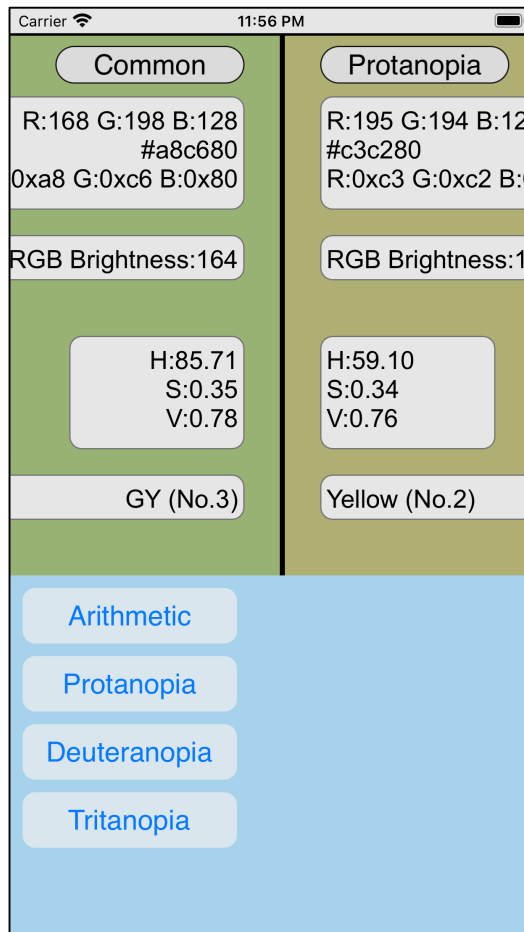 Carrier 11:56 PM
Common
Protanopia
R:168 G:198 B:128
#a8c680
0xa8 G:0xc6 B:0x80
R:195 G:194 B:12
#c3c280
R:0xc3 G:0xc2 B:
RGB Brightness:164
RGB Brightness:1
H:85.71
S:0.35
V:0.78
H:59.10
S:0.34
V:0.76
GY (No.3)
Yellow (No.2)
Arithmetic
Protanopia
Deuteranopia
Tritanopia